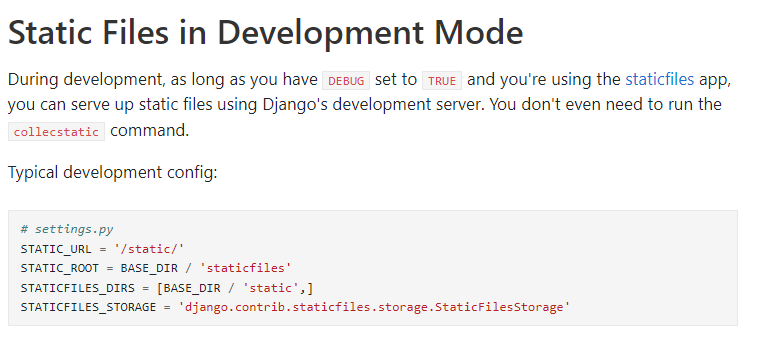 Static Files in Development Mode
During development, as long as you have DEBUG set to TRUE and you're using the staticfiles app,
you can serve up static files using Django's development server. You don't even need to run the
collecstatic command.
Typical development config:
# settings.py
STATIC_URL = '/static/'
STATIC_ROOT = BASE_DIR / 'staticfiles'
STATICFILES_DIRS = [BASE_DIR / 'static',]
STATICFILES_STORAGE = 'django.contrib.staticfiles.storage.StaticFilesStorage'